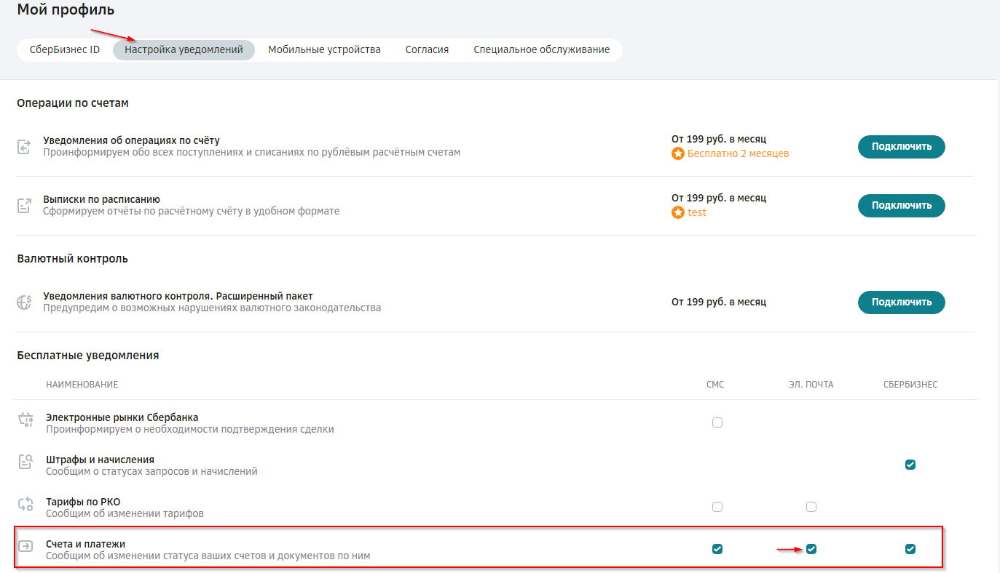 Мой профиль
СберБизнес ID Настройка уведомлений Мобильные устройства Согласия Специальное обслуживание
Операции по счетам
Уведомления об операциях по счёту
Проинформируем обо всех поступлениях и списаниях по рублёвым расчётным счетам
От 199 руб. в месяц
Бесплатно 2 месяцев
Подключить
Выписки по расписанию
Сформируем отчёты по расчётному счёту в удобном формате
От 199 руб. в месяц
test
Подключить
Валютный контроль
Уведомления валютного контроля. Расширенный пакет
Предупредим о возможных нарушениях валютного законодательства
От 199 руб. в месяц
Подключить
Бесплатные уведомления
НАИМЕНОВАНИЕ СМС ЭЛ. ПОЧТА СБЕРБИЗНЕС
Электронные рынки Сбербанка
Проинформируем о необходимости подтверждения сделки
Штрафы и начисления
Сообщим о статусах запросов и начислений
Тарифы по РКО
Сообщим об изменении тарифов
Счета и платежи
Сообщим об изменении статуса ваших счетов и документов по ним